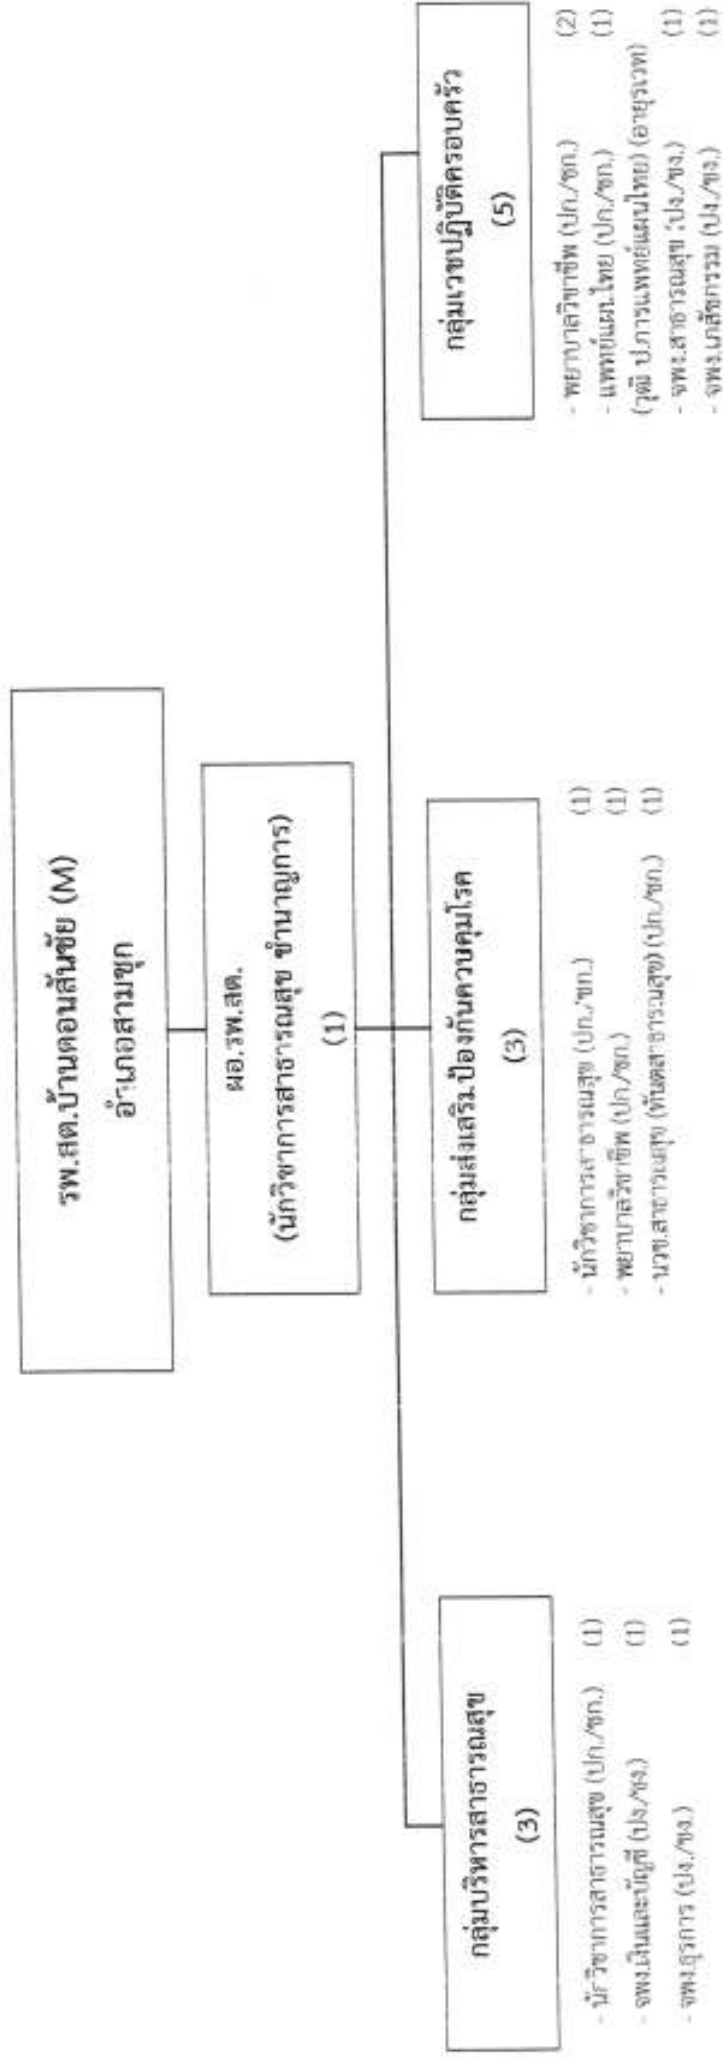 รพ.สต.บ้านดอนสันชัย (M)
อำเภอสามชุก
ผอ.รพ.สต.
(นักวิชาการสาธารณสุข ชำนาญการ)
(1)
กลุ่มบริหารสาธารณสุข
(3)
- นักวิชาการสาธารณสุข (ปก./ชก.) (1)
- จพง.เงินและบัญชี (ปง./ชง.) (1)
- จพง.ธุรการ (ปง./ชง.) (1)
กลุ่มส่งเสริมป้องกันควบคุมโรค
(3)
- นักวิชาการสาธารณสุข (ปก./ชก.) (1)
- พยาบาลวิชาชีพ (ปก./ชก.) (1)
- นวช.สาธารณสุข (ทันตสาธารณสุข) (ปก./ชก.) (1)
กลุ่มเวชปฏิบัติครอบครัว
(5)
- พยาบาลวิชาชีพ (ปก./ชก.) (2)
- แพทย์แผนไทย (ปก./ชก.) (1)
(วุฒิ ป.การแพทย์แผนไทย) (อายุรเวท)
- จพง.สาธารณสุข (ปง./ชง.) (1)
- จพง.เภสัชกรรม (ปง./ชง.) (1)